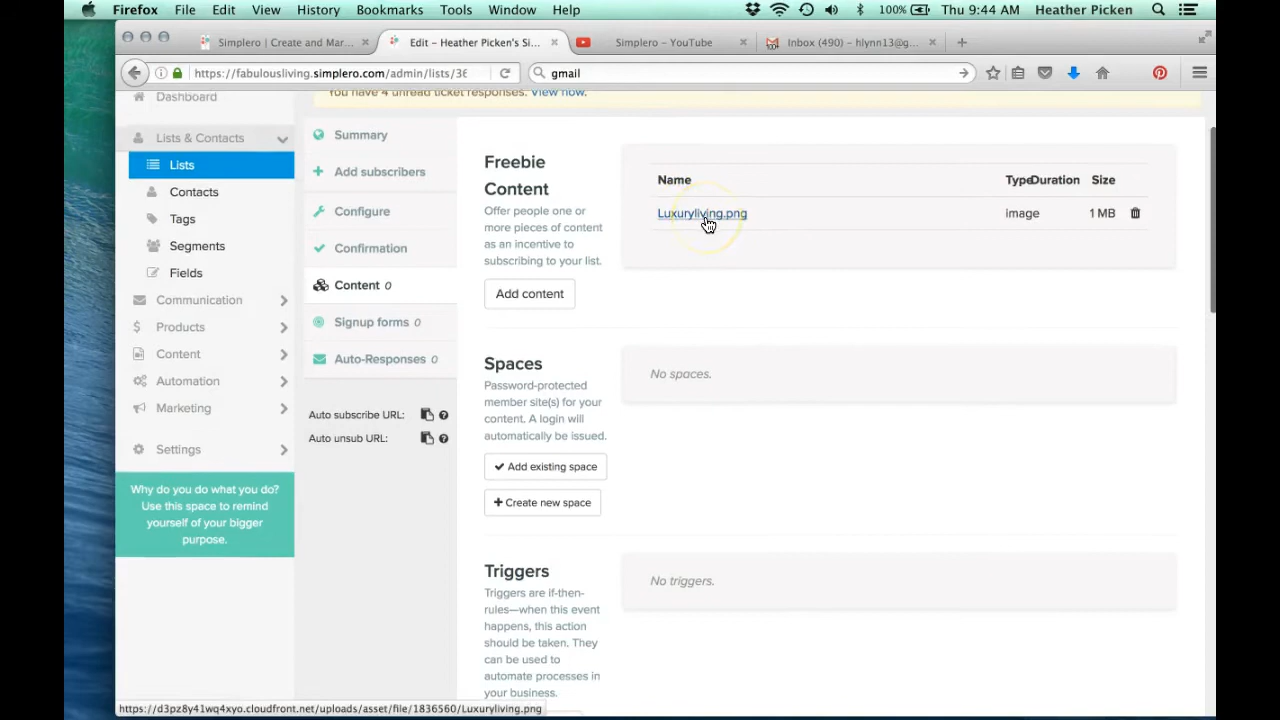 Firefox File Edit View History Bookmarks Tools Window Help 100% Thu 9:44 AM Heather Picken
Simplero | Create and Mar... Edit – Heather Picken's Si... Simplero – YouTube Inbox (490) – hlynn13@g...
https://fabulousliving.simplero.com/admin/lists/36 gmail
You have 4 unread ticket responses. View now.
Dashboard
Lists & Contacts
Lists
Contacts
Tags
Segments
Fields
Communication
Products
Content
Automation
Marketing
Settings
Why do you do what you do?
Use this space to remind
yourself of your bigger
purpose.
Summary
Add subscribers
Configure
Confirmation
Content 0
Signup forms 0
Auto-Responses 0
Auto subscribe URL:
Auto unsub URL:
Freebie
Content
Offer people one or
more pieces of content
as an incentive to
subscribing to your list.
Add content
Name Type Duration Size
Luxuryliving.png image 1 MB
Spaces
Password-protected
member site(s) for your
content. A login will
automatically be issued.
Add existing space
Create new space
No spaces.
Triggers
Triggers are if-then-
rules—when this event
happens, this action
should be taken. They
can be used to
automate processes in
your business.
No triggers.
https://d3pz8y41wq4xyo.cloudfront.net/uploads/asset/file/1836560/Luxuryliving.png